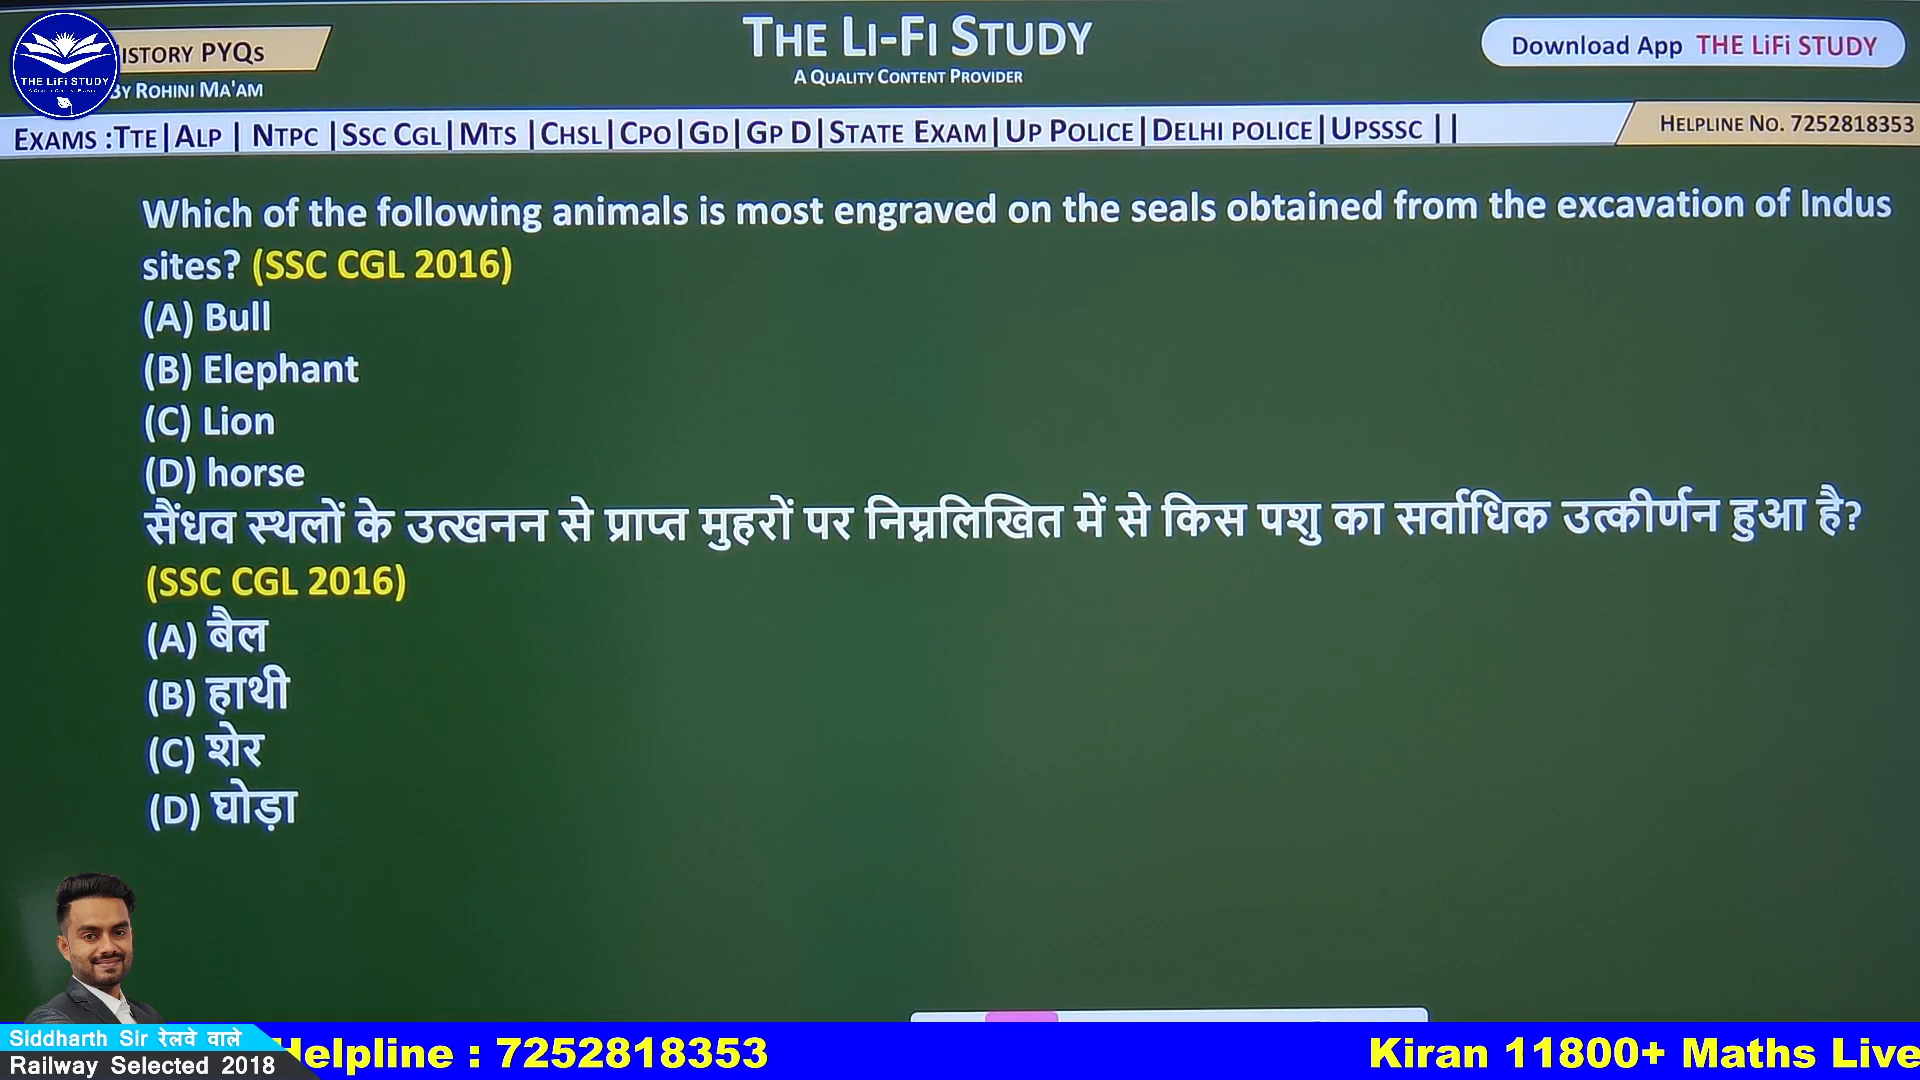 THE LI-FI STUDY
A QUALITY CONTENT PROVIDER
Download App THE LiFi STUDY
ISTORY PYQs
BY ROHINI MA'AM
THE LiFi STUDY
EXAMS :TTE|ALP | NTPC |SSC CGL|MTS |CHSL|CPO|GD|GP D|STATE EXAM|UP POLICE|DELHI POLICE|UPSSSC ||
HELPLINE NO. 7252818353
Which of the following animals is most engraved on the seals obtained from the excavation of Indus
sites? (SSC CGL 2016)
(A) Bull
(B) Elephant
(C) Lion
(D) horse
सैंधव स्थलों के उत्खनन से प्राप्त मुहरों पर निम्नलिखित में से किस पशु का सर्वाधिक उत्कीर्णन हुआ है?
(SSC CGL 2016)
(A) बैल
(B) हाथी
(C) शेर
(D) घोड़ा
Siddharth Sir रेलवे वाले
Railway Selected 2018
Helpline : 7252818353
Kiran 11800+ Maths Live